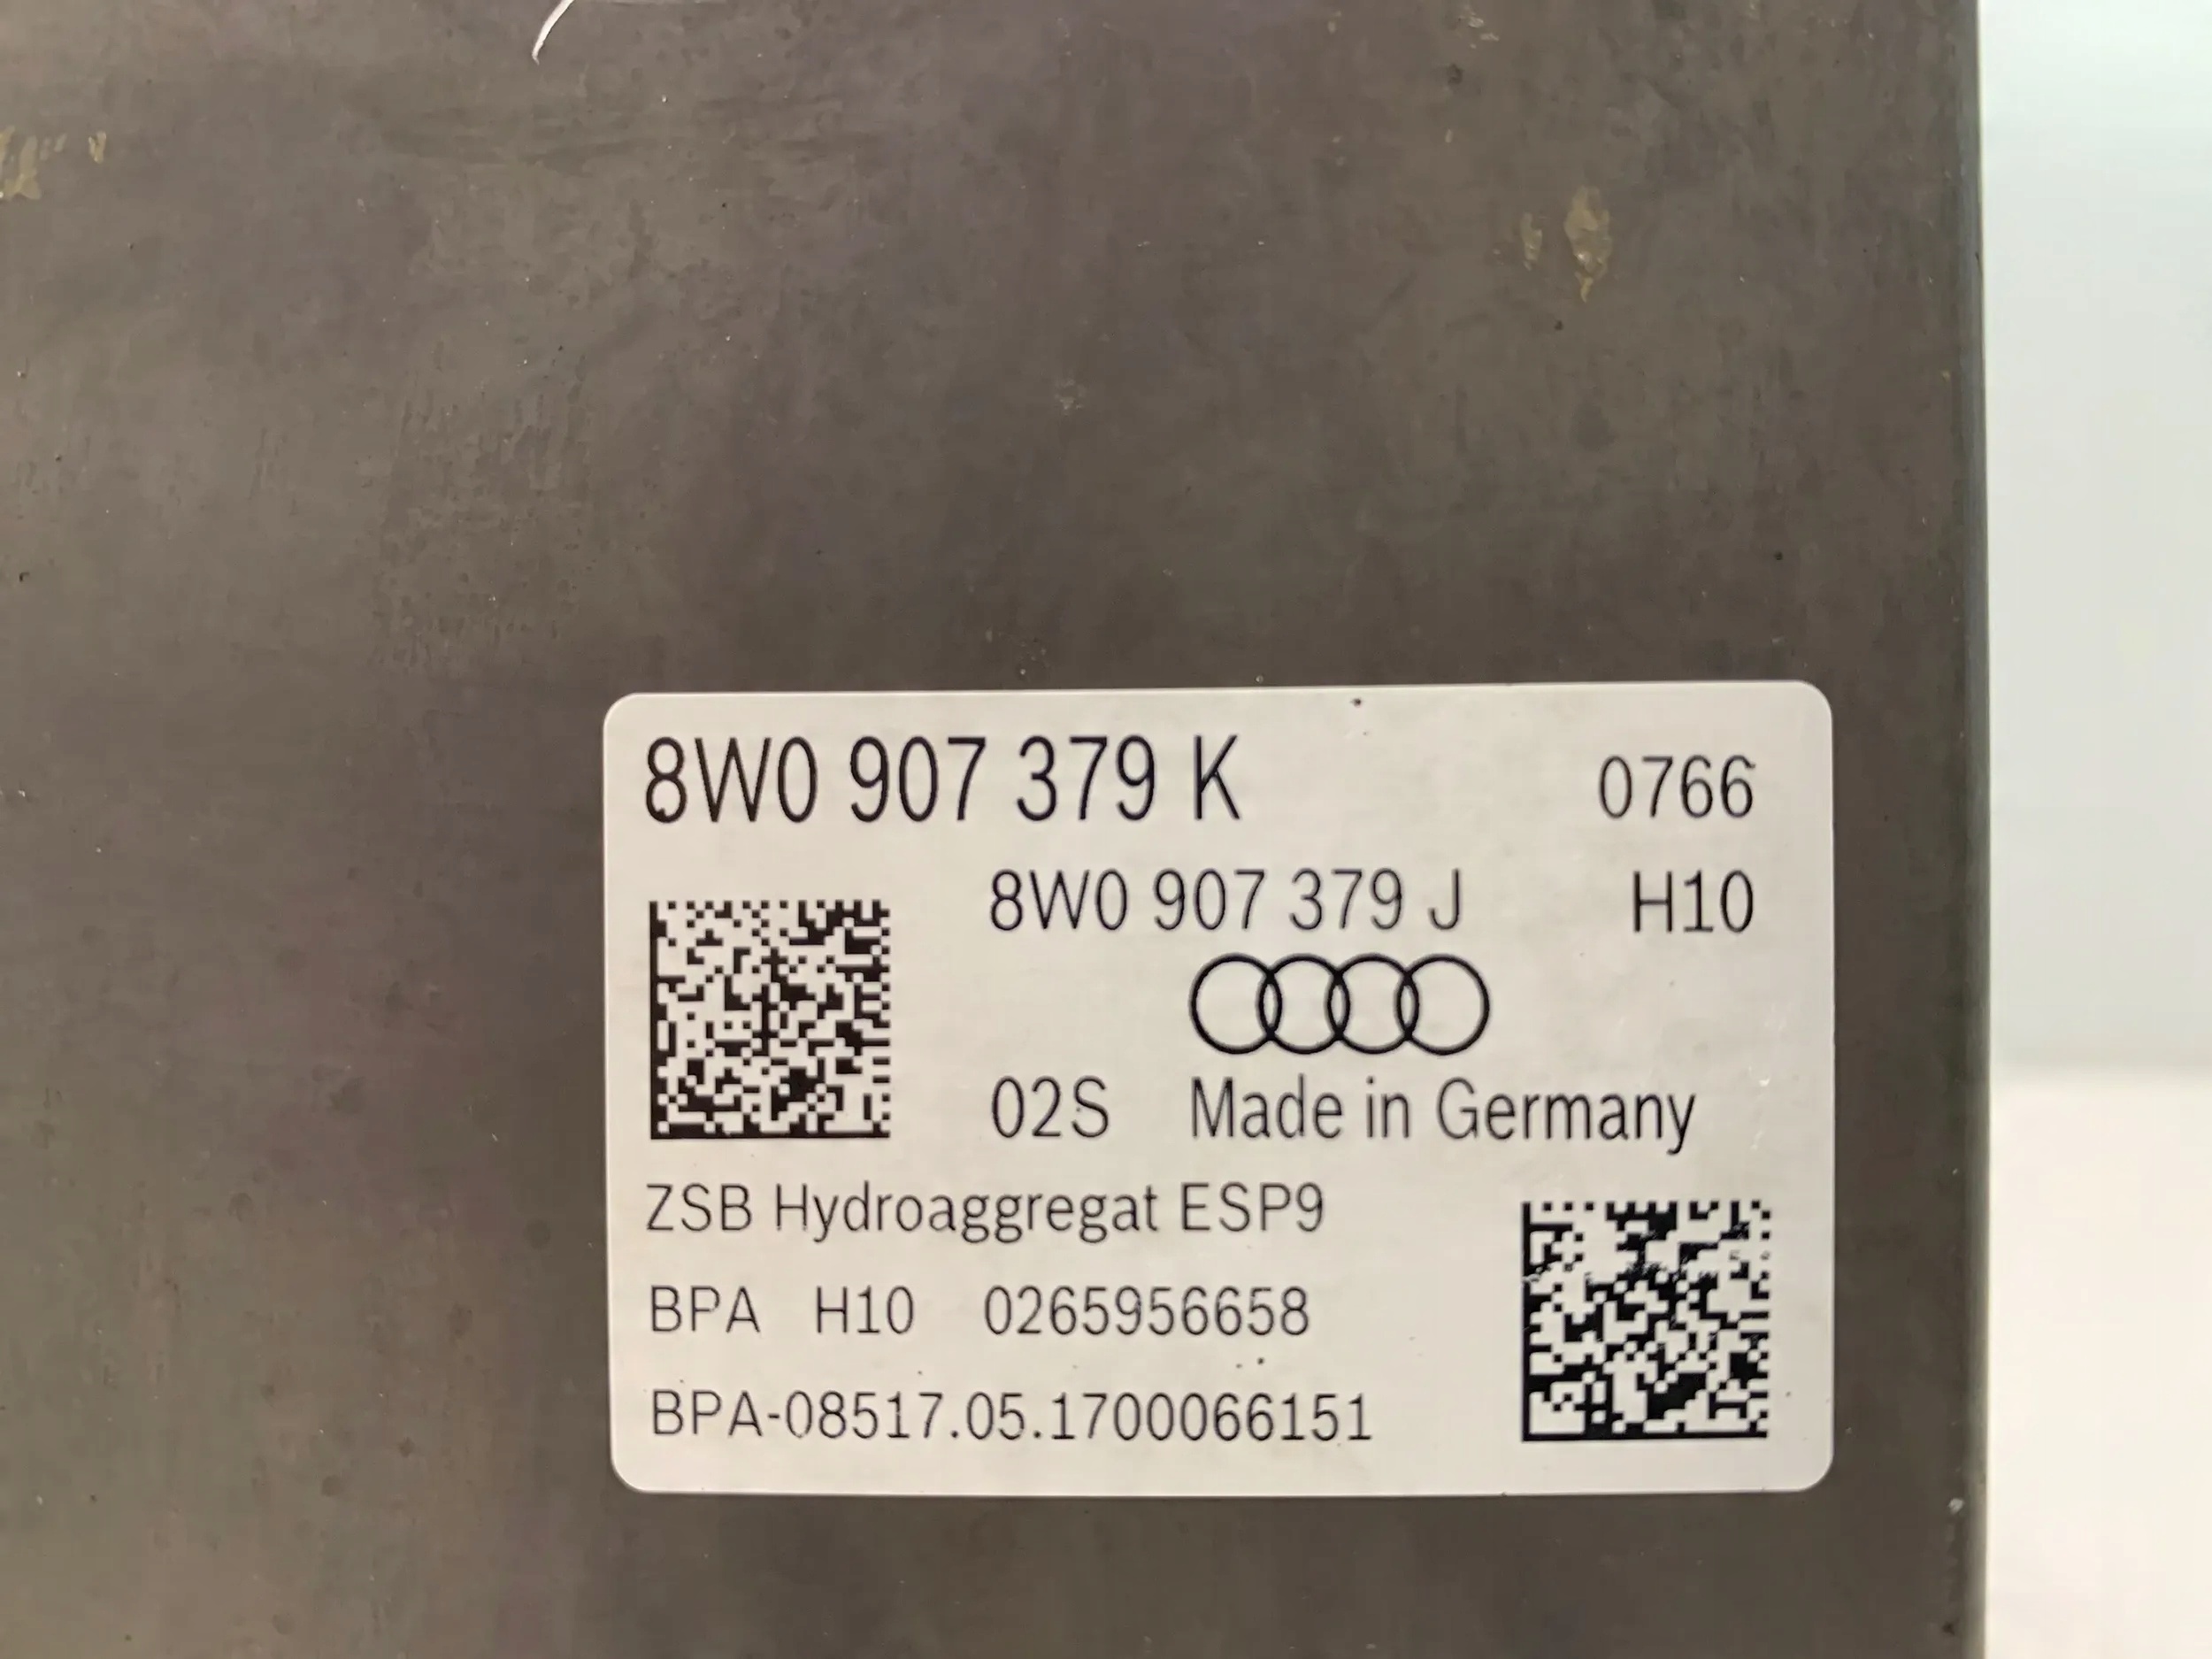 8W0 907 379 K 0766
8W0 907 379 J H10
02S Made in Germany
ZSB Hydroaggregat ESP9
BPA H10 0265956658
BPA-08517.05.1700066151